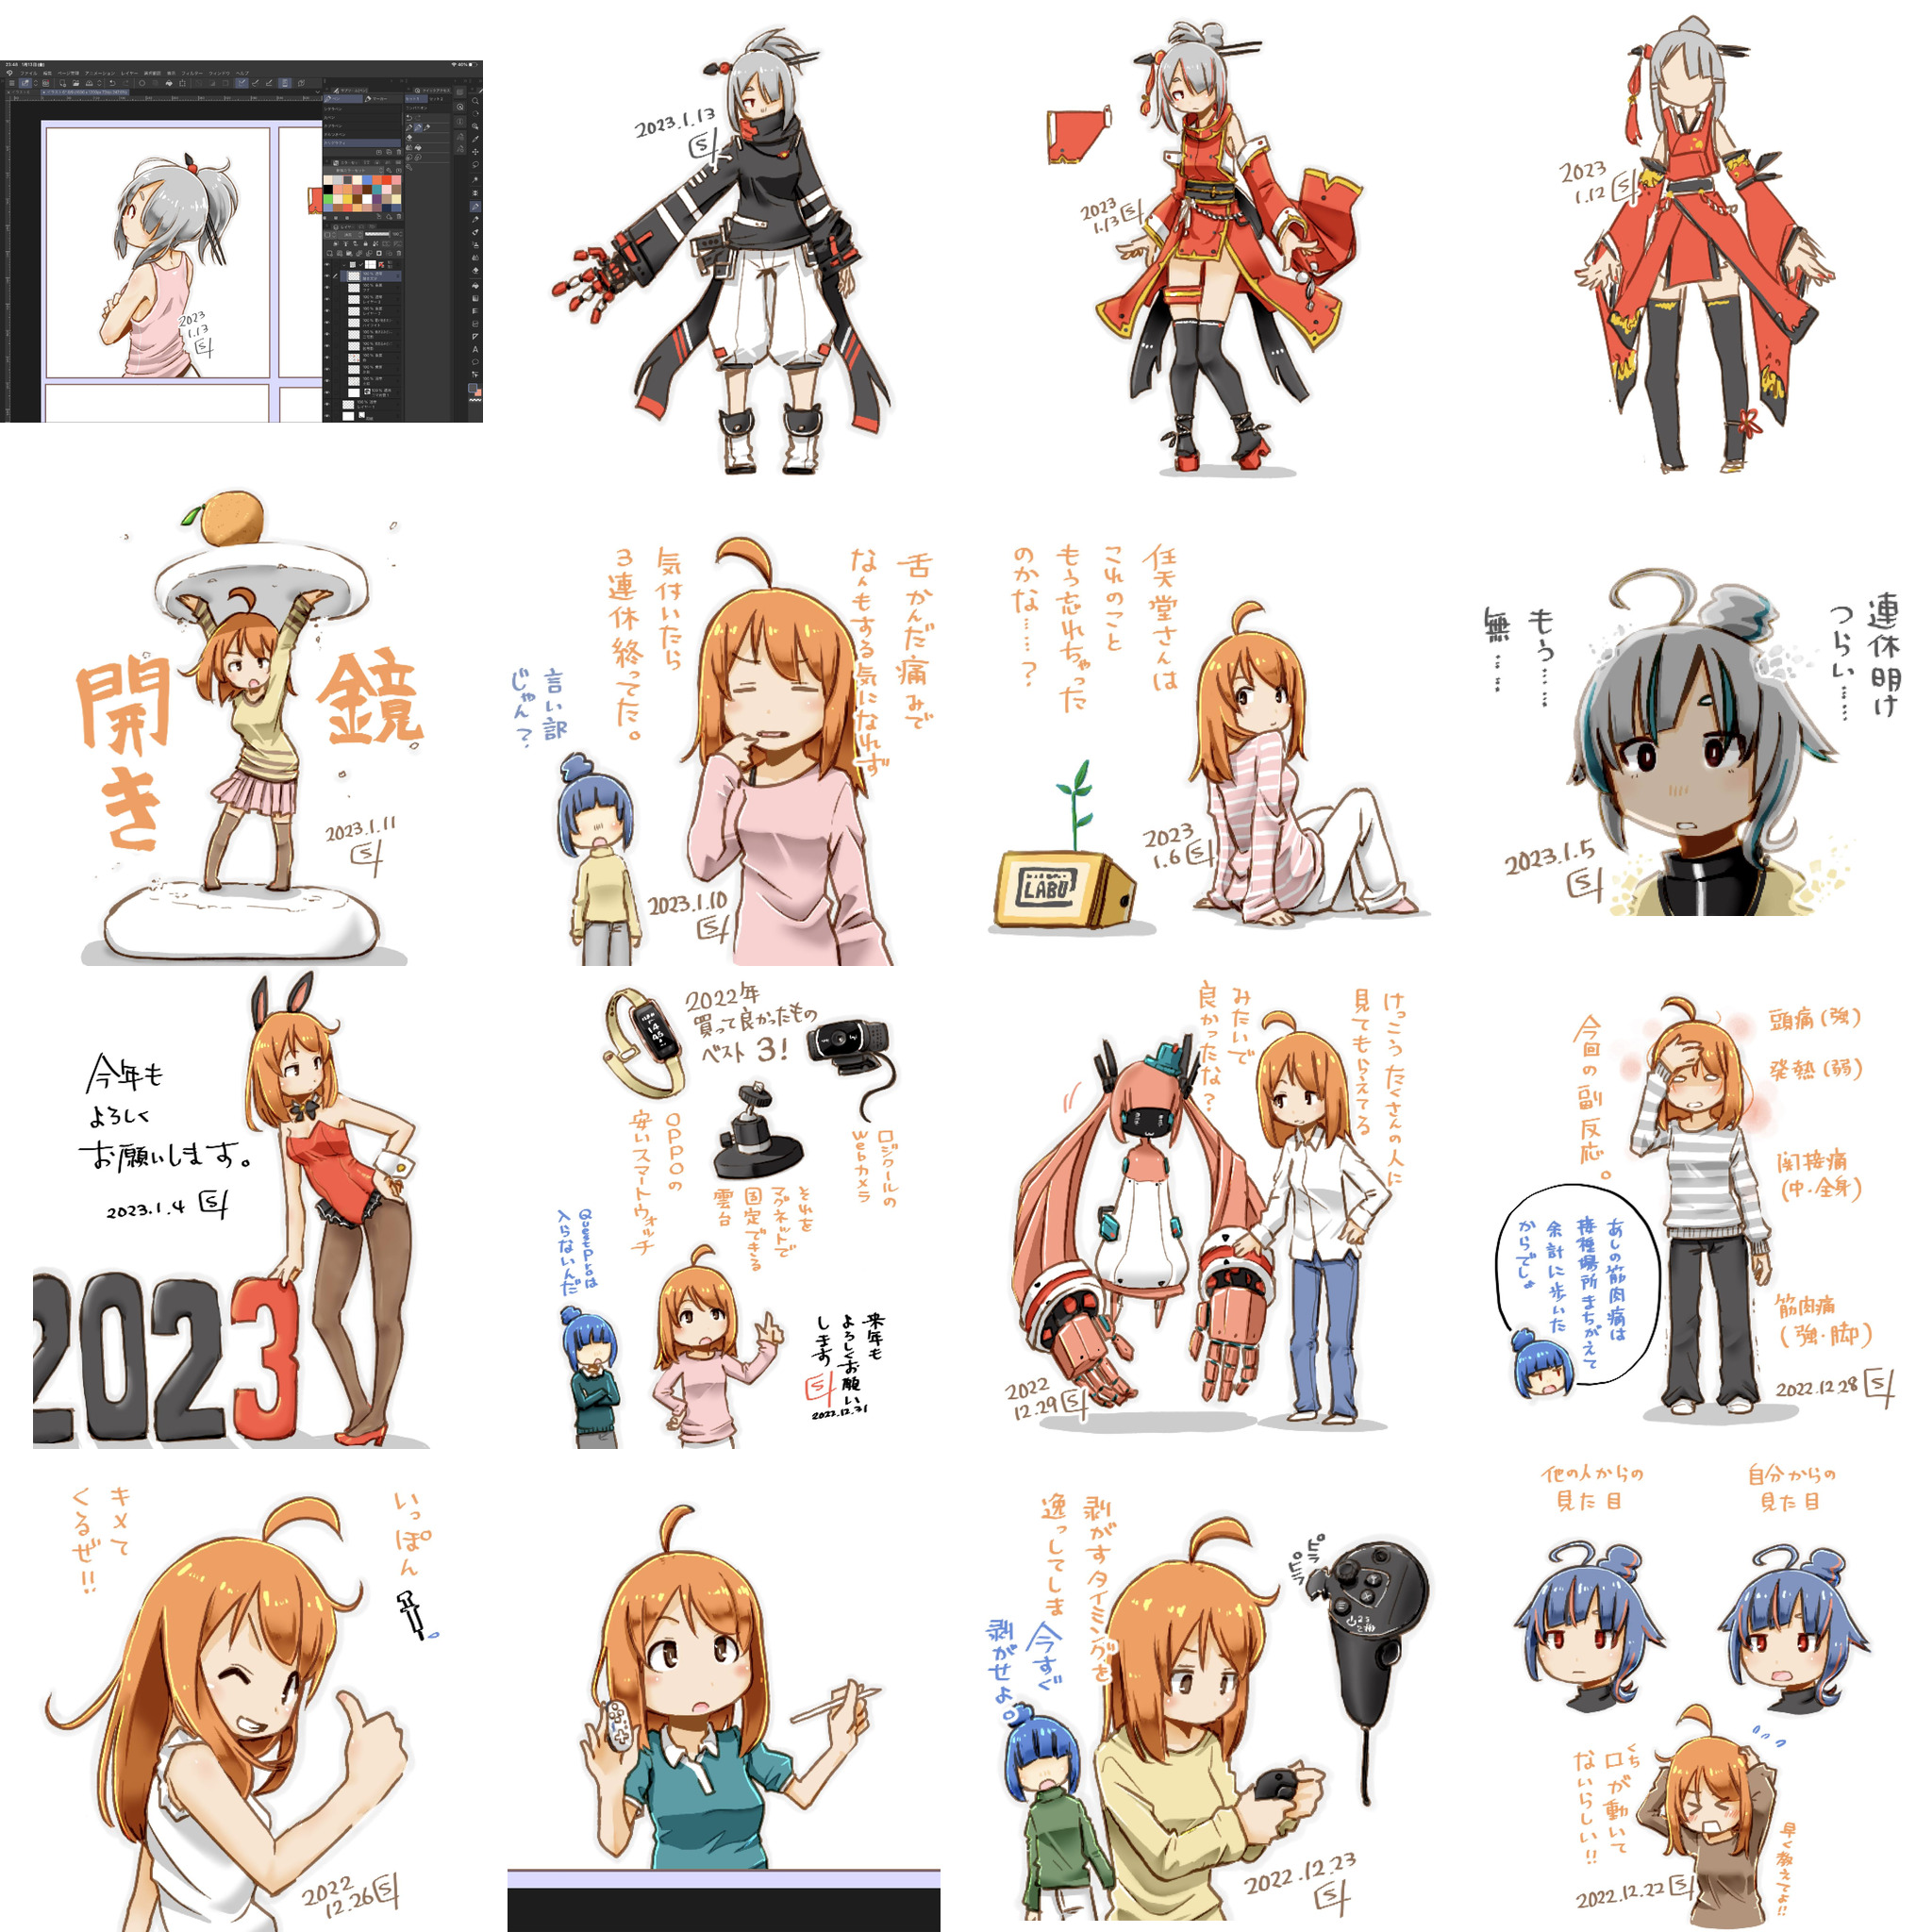 2023
1.13
2023.1.13
2023
1.13
2023
1.12
鏡
開き
2023.1.11
舌かんだ痛みで
なんもする気になれず
気付いたら
3連休終ってた。
言い訳
じゃん?
2023.1.10
任天堂さんは
これのこと
もう忘れちゃった
のかな……?
LABO
2023
1.6
連休明け
つらい……
もう……
無……
2023.1.5
今年も
よろしく
お願いします。
2023.1.4
2023
2022年
買って良かったもの
ベスト3!
ロジクールの
Webカメラ
それを
マグネットで
固定できる
雲台
OPPOの
安いスマートウォッチ
QuestProは
入らないんだ
来年も
よろしくお願い
します
2022.12.31
けっこうたくさんの人に
見てもらえてる
みたいで
良かったな?
2022
12.29
今回の副反応。
頭痛(強)
発熱(弱)
関接痛
(中・全身)
筋肉痛
(強・脚)
あしの筋肉痛は
接種場所まちがえて
余計に歩いた
からでしょ
2022.12.28
いっぽん
キメて
くるぜ!!
2022
12.26
剥がすタイミングを
逸ってしま
今すぐ
剥がせよ
ピラ
ピラ
2022.12.23
他の人からの
見た目
自分からの
見た目
くち
口が動いて
ないらしい!!
早く教えてよ!!
2022.12.22